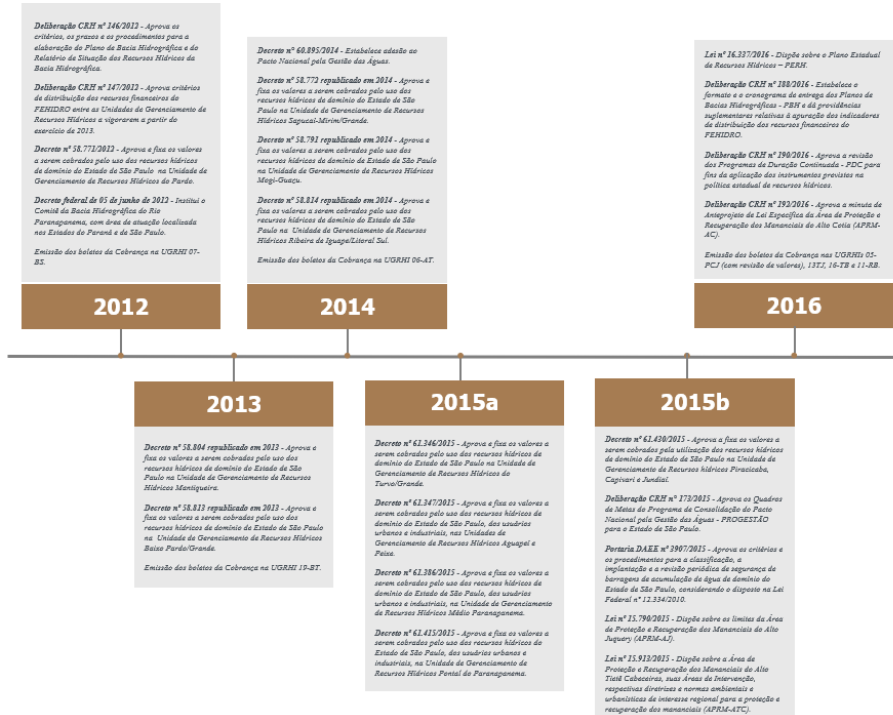 Deliberação CRH nº 146/2012 - Aprova os
critérios, os prazos e os procedimentos para a
elaboração do Plano de Bacia Hidrográfica e do
Relatório de Situação dos Recursos Hídricos da
Bacia Hidrográfica.
Deliberação CRH nº 147/2012 - Aprova critérios
de distribuição dos recursos financeiros do
FEHIDRO entre as Unidades de Gerenciamento de
Recursos Hídricos a vigorarem a partir do
exercício de 2013.
Decreto nº 58.771/2012 - Aprova e fixa os valores
a serem cobrados pelo uso dos recursos hídricos
de domínio do Estado de São Paulo na Unidade de
Gerenciamento de Recursos Hídricos do Pardo.
Decreto federal de 05 de junho de 2012 - Institui o
Comitê da Bacia Hidrográfica do Rio
Paranapanema, com área de atuação localizada
nos Estados do Paraná e de São Paulo.
Emissão dos boletos da Cobrança na UGRHI 07-
BS.
2012
Decreto nº 60.895/2014 - Estabelece adesão ao
Pacto Nacional pela Gestão das Águas.
Decreto nº 58.772 republicado em 2014 - Aprova e
fixa os valores a serem cobrados pelo uso dos
recursos hídricos de domínio do Estado de São
Paulo na Unidade de Gerenciamento de Recursos
Hídricos Sapucaí-Mirim/Grande.
Decreto nº 58.791 republicado em 2014 - Aprova e
fixa os valores a serem cobrados pelo uso dos
recursos hídricos de domínio de Estado de São Paulo
na Unidade de Gerenciamento de Recursos Hídricos
Mogi-Guaçu.
Decreto nº 58.814 republicado em 2014 - Aprova e
fixa os valores a serem cobrados pelo uso dos
recursos hídricos de domínio do Estado de São
Paulo na Unidade de Gerenciamento de Recursos
Hídricos Ribeira de Iguape/Litoral Sul.
Emissão dos boletos da Cobrança na UGRHI 06-AT.
2014
Lei nº 16.337/2016 - Dispõe sobre o Plano Estadual
de Recursos Hídricos – PERH.
Deliberação CRH nº 188/2016 - Estabelece o
formato e o cronograma de entrega dos Planos de
Bacias Hidrográficas - PBH e dá providências
suplementares relativas à apuração dos indicadores
de distribuição dos recursos financeiros do
FEHIDRO.
Deliberação CRH nº 190/2016 - Aprova a revisão
dos Programas de Duração Continuada - PDC para
fins da aplicação dos instrumentos previstos na
política estadual de recursos hídricos.
Deliberação CRH nº 192/2016 - Aprova a minuta de
Anteprojeto de Lei Específica da Área de Proteção e
Recuperação dos Mananciais do Alto Cotia (APRM-
AC).
Emissão dos boletos da Cobrança nas UGRHIs 05-
PCJ (com revisão de valores), 13TJ, 16-TB e 11-RB.
2016
2013
Decreto nº 58.804 republicado em 2013 - Aprova e
fixa os valores a serem cobrados pelo uso dos
recursos hídricos de domínio do Estado de São
Paulo na Unidade de Gerenciamento de Recursos
Hídricos Mantiqueira.
Decreto nº 58.813 republicado em 2013 - Aprova e
fixa os valores a serem cobrados pelo uso dos
recursos hídricos de domínio de Estado de São Paulo
na Unidade de Gerenciamento de Recursos Hídricos
Baixo Pardo/Grande.
Emissão dos boletos da Cobrança na UGRHI 19-BT.
2015a
Decreto nº 61.346/2015 - Aprova e fixa os valores a
serem cobrados pelo uso dos recursos hídricos de
domínio do Estado de São Paulo na Unidade de
Gerenciamento de Recursos Hídricos do
Turvo/Grande.
Decreto nº 61.347/2015 - Aprova e fixa os valores a
serem cobrados pelo uso dos recursos hídricos de
domínio do Estado de São Paulo, dos usuários
urbanos e industriais, nas Unidades de
Gerenciamento de Recursos Hídricos Aguapeí e
Peixe.
Decreto nº 61.386/2015 - Aprova e fixa os valores a
serem cobrados pelo uso dos recursos hídricos de
domínio do Estado de São Paulo, dos usuários
urbanos e industriais, na Unidade de Gerenciamento
de Recursos Hídricos Médio Paranapanema.
Decreto nº 61.415/2015 - Aprova e fixa os valores a
serem cobrados pelo uso dos recursos hídricos do
Estado de São Paulo, dos usuários urbanos e
industriais, na Unidade de Gerenciamento de
Recursos Hídricos Pontal do Paranapanema.
2015b
Decreto nº 61.430/2015 - Aprova a fixa os valores a
serem cobrados pela utilização dos recursos hídricos
de domínio do Estado de São Paulo na Unidade de
Gerenciamento de Recursos hídricos Piracicaba,
Capivari e Jundiaí.
Deliberação CRH nº 173/2015 - Aprova os Quadros
de Metas do Programa de Consolidação do Pacto
Nacional pela Gestão das Águas - PROGESTÃO
para o Estado de São Paulo.
Portaria DAEE nº 3907/2015 - Aprova os critérios e
os procedimentos para a classificação, a
implantação e a revisão periódica de segurança de
barragens de acumulação de água de domínio do
Estado de São Paulo, considerando o disposto na Lei
Federal nº 12.334/2010.
Lei nº 15.790/2015 - Dispõe sobre os limites da Área
de Proteção e Recuperação dos Mananciais do Alto
Juquery (APRM-AJ).
Lei nº 15.913/2015 - Dispõe sobre a Área de
Proteção e Recuperação dos Mananciais do Alto
Tietê Cabeceiras, suas Áreas de Intervenção,
respectivas diretrizes e normas ambientais e
urbanísticas de interesse regional para a proteção e
recuperação dos mananciais (APRM-ATC).